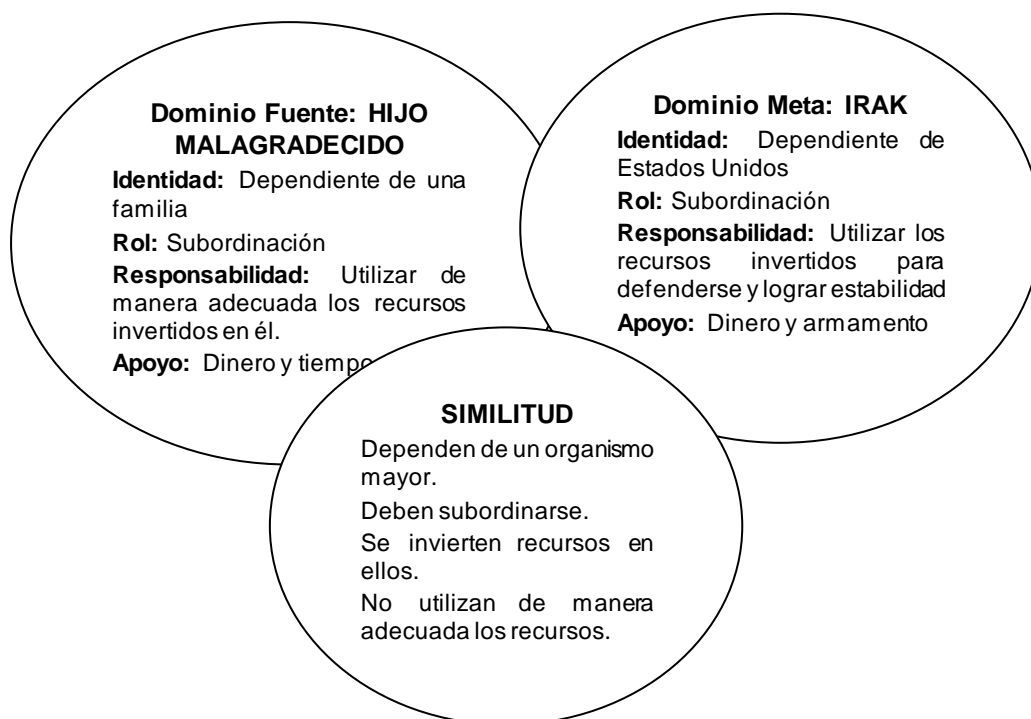 Dominio Fuente: HIJO
MALAGRADECIDO
Identidad: Dependiente de una
familia
Rol: Subordinación
Responsabilidad: Utilizar de
manera adecuada los recursos
invertidos en él.
Apoyo: Dinero y tiempo
Dominio Meta: IRAK
Identidad: Dependiente de
Estados Unidos
Rol: Subordinación
Responsabilidad: Utilizar los
recursos invertidos para
defenderse y lograr estabilidad
Apoyo: Dinero y armamento
SIMILITUD
Dependen de un organismo
mayor.
Deben subordinarse.
Se invierten recursos en
ellos.
No utilizan de manera
adecuada los recursos.